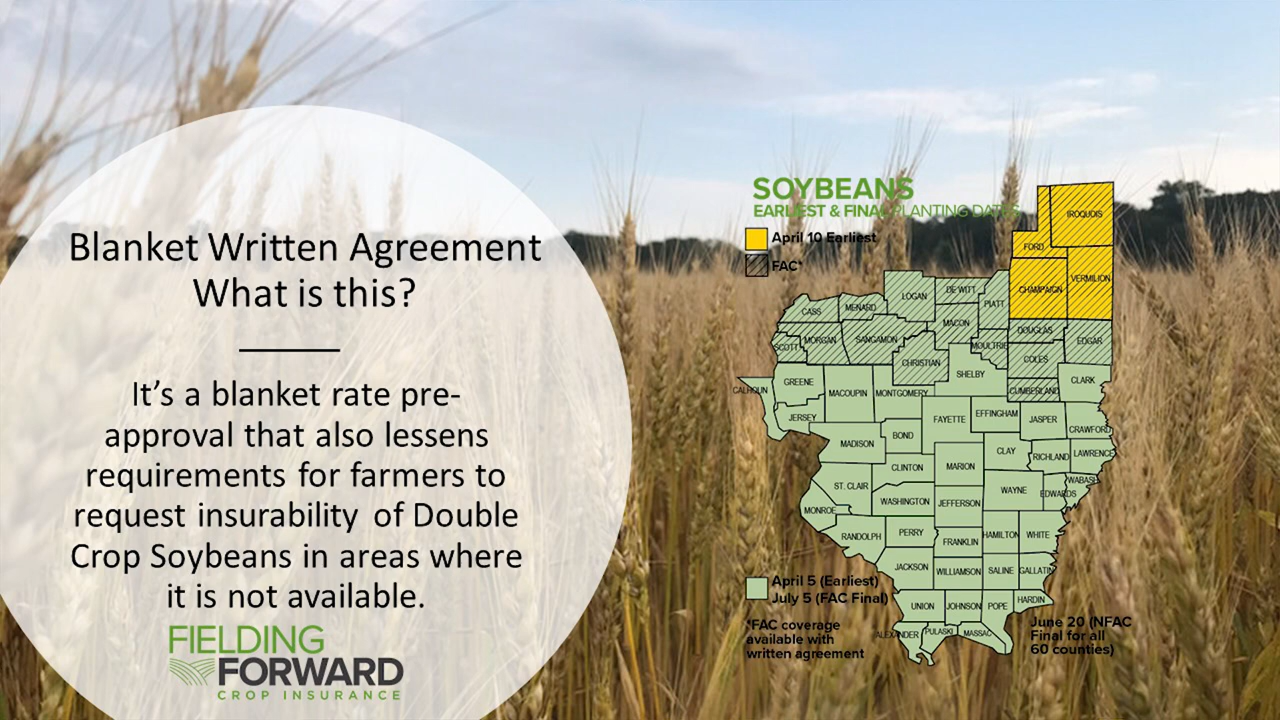 Blanket Written Agreement
What is this?
It's a blanket rate pre-
approval that also lessens
requirements for farmers to
request insurability of Double
Crop Soybeans in areas where
it is not available.
FIELDING
FORWARD
CROP INSURANCE
SOYBEANS
EARLIEST & FINAL PLANTING DATES
April 10 Earliest
FAC*
IROQUOIS
FORD
VERMILION
CHAMPAIGN
LOGAN
DE WITT
PIATT
CASS
MENARD
MACON
DOUGLAS
SCOTT
MORGAN
SANGAMON
MOULTRIE
EDGAR
CHRISTIAN
COLES
SHELBY
CALHOUN
GREENE
MACOUPIN
MONTGOMERY
CUMBERLAND
CLARK
JERSEY
FAYETTE
EFFINGHAM
JASPER
CRAWFORD
MADISON
BOND
CLAY
RICHLAND
LAWRENCE
CLINTON
MARION
ST. CLAIR
WAYNE
EDWARDS
WABASH
MONROE
WASHINGTON
JEFFERSON
RANDOLPH
PERRY
FRANKLIN
HAMILTON
WHITE
JACKSON
WILLIAMSON
SALINE
GALLATIN
UNION
JOHNSON
POPE
HARDIN
ALEXANDER
PULASKI
MASSAC
April 5 (Earliest)
July 5 (FAC Final)
*FAC coverage
available with
written agreement
June 20 (NFAC
Final for all
60 counties)